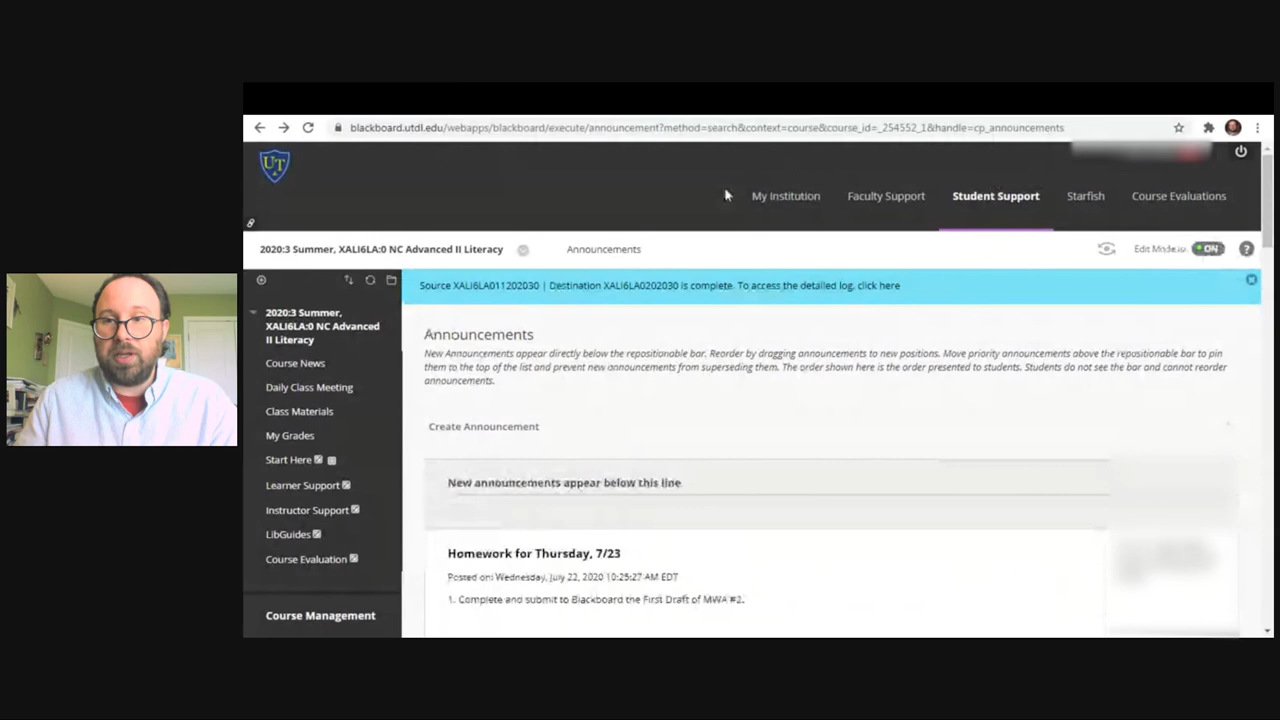 blackboard.utdl.edu/webapps/blackboard/execute/announcement?method=search&context=course&course_id=_254552_1&handle=cp_announcements
UT
My Institution
Faculty Support
Student Support
Starfish
Course Evaluations
2020:3 Summer, XALI6LA:0 NC Advanced II Literacy
Announcements
Edit Mode is:
ON
?
Source XALI6LA011202030 | Destination XALI6LA0202030 is complete. To access the detailed log, click here
2020:3 Summer,
XALI6LA:0 NC Advanced
II Literacy
Course News
Daily Class Meeting
Class Materials
My Grades
Start Here
Learner Support
Instructor Support
LibGuides
Course Evaluation
Course Management
Announcements
New Announcements appear directly below the repositionable bar. Reorder by dragging announcements to new positions. Move priority announcements above the repositionable bar to pin
them to the top of the list and prevent new announcements from superseding them. The order shown here is the order presented to students. Students do not see the bar and cannot reorder
announcements.
Create Announcement
New announcements appear below this line
Homework for Thursday, 7/23
Posted on: Wednesday, July 22, 2020 10:25:27 AM EDT
1. Complete and submit to Blackboard the First Draft of MWA #2.